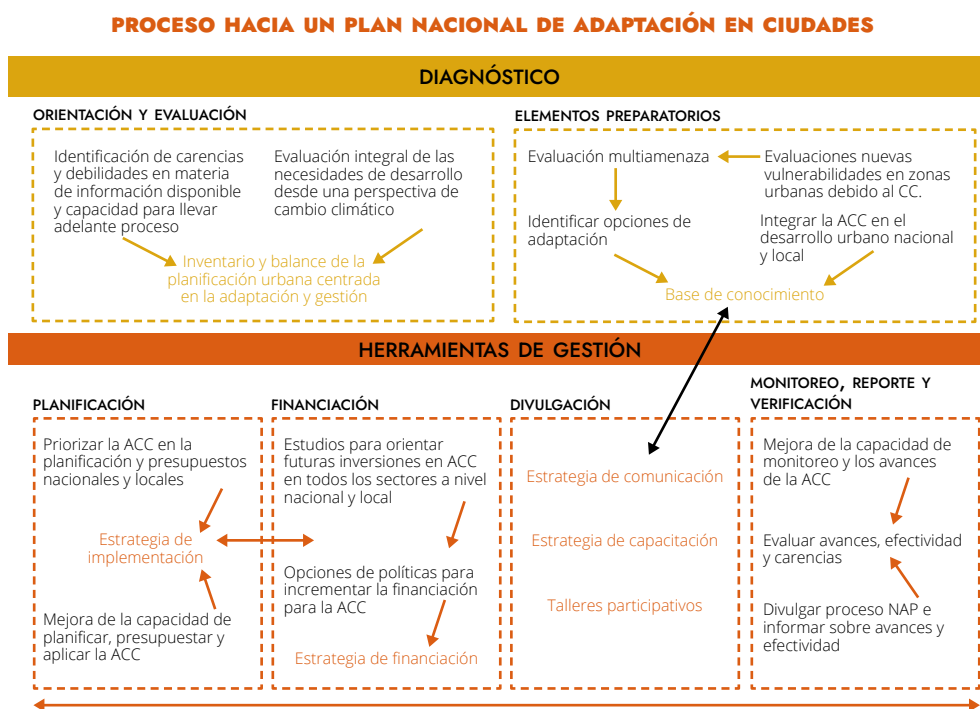 PROCESO HACIA UN PLAN NACIONAL DE ADAPTACIÓN EN CIUDADES
DIAGNÓSTICO
ORIENTACIÓN Y EVALUACIÓN
Identificación de carencias
y debilidades en materia
de información disponible
y capacidad para llevar
adelante proceso
Evaluación integral de las
necesidades de desarrollo
desde una perspectiva de
cambio climático
Inventario y balance de la
planificación urbana centrada
en la adaptación y gestión
ELEMENTOS PREPARATORIOS
Evaluación multiamenaza
Evaluaciones nuevas
vulnerabilidades en zonas
urbanas debido al CC.
Identificar opciones de
adaptación
Integrar la ACC en el
desarrollo urbano nacional
y local
Base de conocimiento
HERRAMIENTAS DE GESTIÓN
PLANIFICACIÓN
Priorizar la ACC en la
planificación y presupuestos
nacionales y locales
Estrategia de
implementación
Mejora de la capacidad de
planificar, presupuestar y
aplicar la ACC
FINANCIACIÓN
Estudios para orientar
futuras inversiones en ACC
en todos los sectores a nivel
nacional y local
Opciones de políticas para
incrementar la financiación
para la ACC
Estrategia de financiación
DIVULGACIÓN
Estrategia de comunicación
Estrategia de capacitación
Talleres participativos
MONITOREO, REPORTE Y
VERIFICACIÓN
Mejora de la capacidad de
monitoreo y los avances
de la ACC
Evaluar avances, efectividad
y carencias
Divulgar proceso NAP e
informar sobre avances y
efectividad